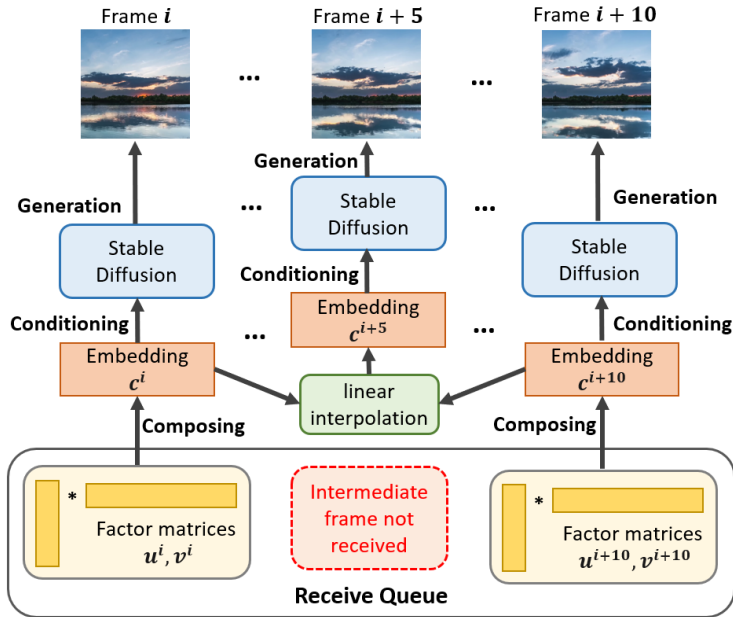 Frame i
Frame i + 5
Frame i + 10
...
...
Generation
Generation
Generation
...
...
Stable
Diffusion
Stable
Diffusion
Stable
Diffusion
Conditioning
Conditioning
Conditioning
...
...
Embedding
c^i
Embedding
c^{i+5}
Embedding
c^{i+10}
linear
interpolation
Composing
Composing
*
Factor matrices
u^i, v^i
Intermediate
frame not
received
*
Factor matrices
u^{i+10}, v^{i+10}
Receive Queue